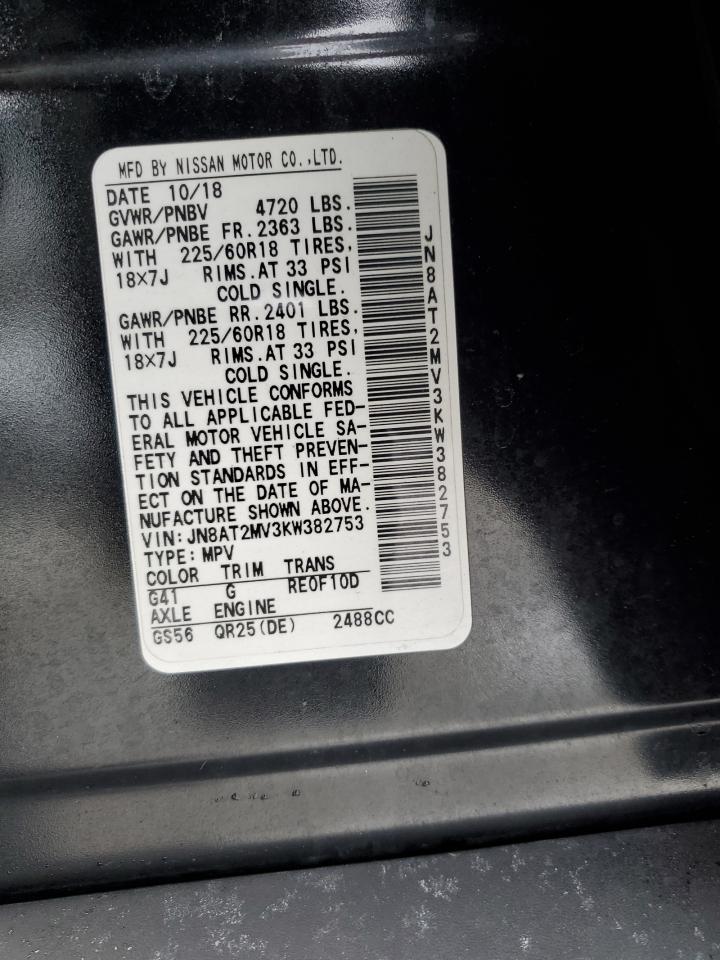 MFD BY NISSAN MOTOR CO.,LTD.
DATE 10/18
GVWR/PNBV 4720 LBS.
GAWR/PNBE FR. 2363 LBS.
WITH 225/60R18 TIRES,
18X7J RIMS.AT 33 PSI
COLD SINGLE.
GAWR/PNBE RR. 2401 LBS.
WITH 225/60R18 TIRES,
18X7J RIMS.AT 33 PSI
COLD SINGLE.
THIS VEHICLE CONFORMS
TO ALL APPLICABLE FED-
ERAL MOTOR VEHICLE SA-
FETY AND THEFT PREVEN-
TION STANDARDS IN EFF-
ECT ON THE DATE OF MA-
NUFACTURE SHOWN ABOVE.
VIN: JN8AT2MV3KW382753
TYPE: MPV
COLOR TRIM TRANS
G41 G RE0F10D
AXLE ENGINE
GS56 QR25(DE) 2488CC
JN8AT2MV3KW382753